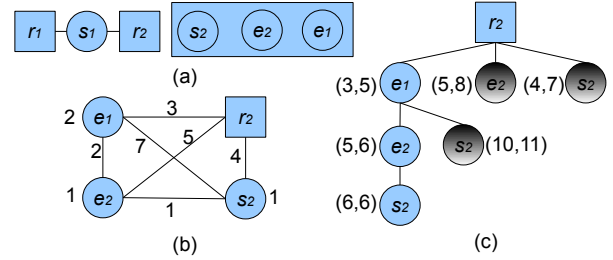 r1 s1 r2 s2 e2 e1
(a)
r2
(3,5) e1 (5,8) e2 (4,7) s2
2 e1 3 r2
2 7 5 4
1 e2 1 s2 1
(b)
(5,6) e2 s2 (10,11)
(6,6) s2
(c)